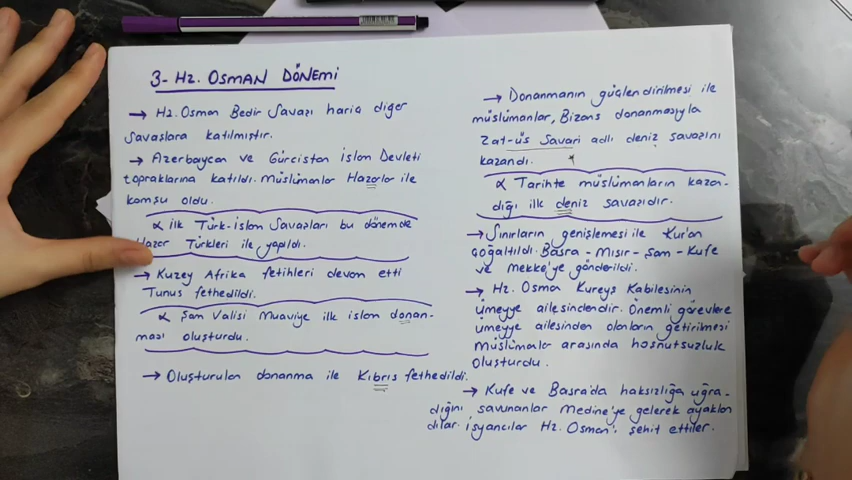 3- Hz. OSMAN DÖNEMİ
→ Hz. Osman Bedir Savaşı hariç diğer
savaşlara katılmıştır.
→ Azerbaycan ve Gürcistan İslam Devleti
topraklarına katıldı. Müslümanlar Hazarlar ile
komşu oldu.
α ilk Türk-islam Savaşları bu dönemde
Hazar Türkleri ile yapıldı.
→ Kuzey Afrika fetihleri devam etti
Tunus fethedildi.
α Şam Valisi Muaviye ilk islam donan-
ması oluşturdu.
→ Oluşturulan donanma ile Kıbrıs fethedildi.
→ Donanmanın güçlendirilmesi ile
müslümanlar, Bizans donanmasıyla
Zat-üs Savari adlı deniz savaşını
kazandı.
α Tarihte müslümanların kazan-
dığı ilk deniz savaşıdır.
→ Sınırların genişlemesi ile Kur'an
çoğaltıldı. Basra - Mısır - Şam - Kufe
ve Mekke'ye gönderildi.
→ Hz. Osman Kureyş Kabilesinin
Ümeyye ailesindendir. Önemli görevlere
ümeyye ailesinden olanların getirilmesi
müslümanlar arasında hoşnutsuzluk
oluşturdu.
→ Kufe ve Basra'da haksızlığa uğra-
dığını savunanlar Medine'ye gelerek ayaklan
dılar. isyancılar Hz. Osman'ı şehit ettiler.